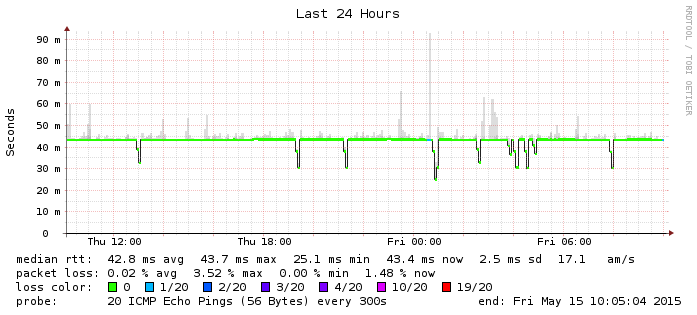 Last 24 Hours
RRDTOOL / TOBI OETIKER
Seconds
90 m
80 m
70 m
60 m
50 m
40 m
30 m
20 m
10 m
0
Thu 12:00 Thu 18:00 Fri 00:00 Fri 06:00
median rtt: 42.8 ms avg 43.7 ms max 25.1 ms min 43.4 ms now 2.5 ms sd 17.1 am/s
packet loss: 0.02 % avg 3.52 % max 0.00 % min 1.48 % now
loss color: 0 1/20 2/20 3/20 4/20 10/20 19/20
probe: 20 ICMP Echo Pings (56 Bytes) every 300s end: Fri May 15 10:05:04 2015